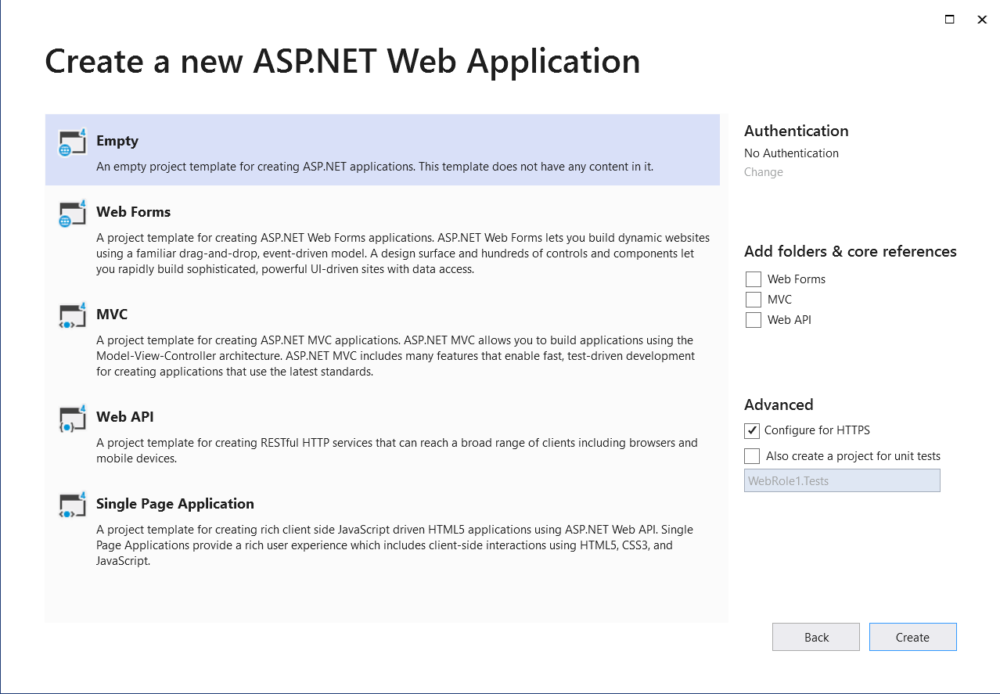 Create a new ASP.NET Web Application
4
Empty
An empty project template for creating ASP.NET applications. This template does not have any content in it.
4
Web Forms
A project template for creating ASP.NET Web Forms applications. ASP.NET Web Forms lets you build dynamic websites
using a familiar drag-and-drop, event-driven model. A design surface and hundreds of controls and components let
you rapidly build sophisticated, powerful UI-driven sites with data access.
4
MVC
A project template for creating ASP.NET MVC applications. ASP.NET MVC allows you to build applications using the
Model-View-Controller architecture. ASP.NET MVC includes many features that enable fast, test-driven development
for creating applications that use the latest standards.
4
Web API
A project template for creating RESTful HTTP services that can reach a broad range of clients including browsers and
mobile devices.
4
Single Page Application
A project template for creating rich client side JavaScript driven HTML5 applications using ASP.NET Web API. Single
Page Applications provide a rich user experience which includes client-side interactions using HTML5, CSS3, and
JavaScript.
Authentication
No Authentication
Change
Add folders & core references
Web Forms
MVC
Web API
Advanced
Configure for HTTPS
Also create a project for unit tests
WebRole1.Tests
Back
Create